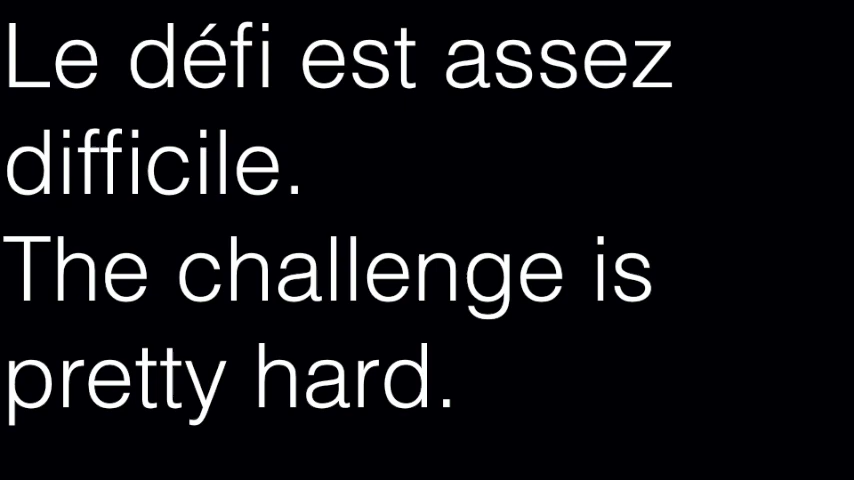 Le défi est assez
difficile.
The challenge is
pretty hard.